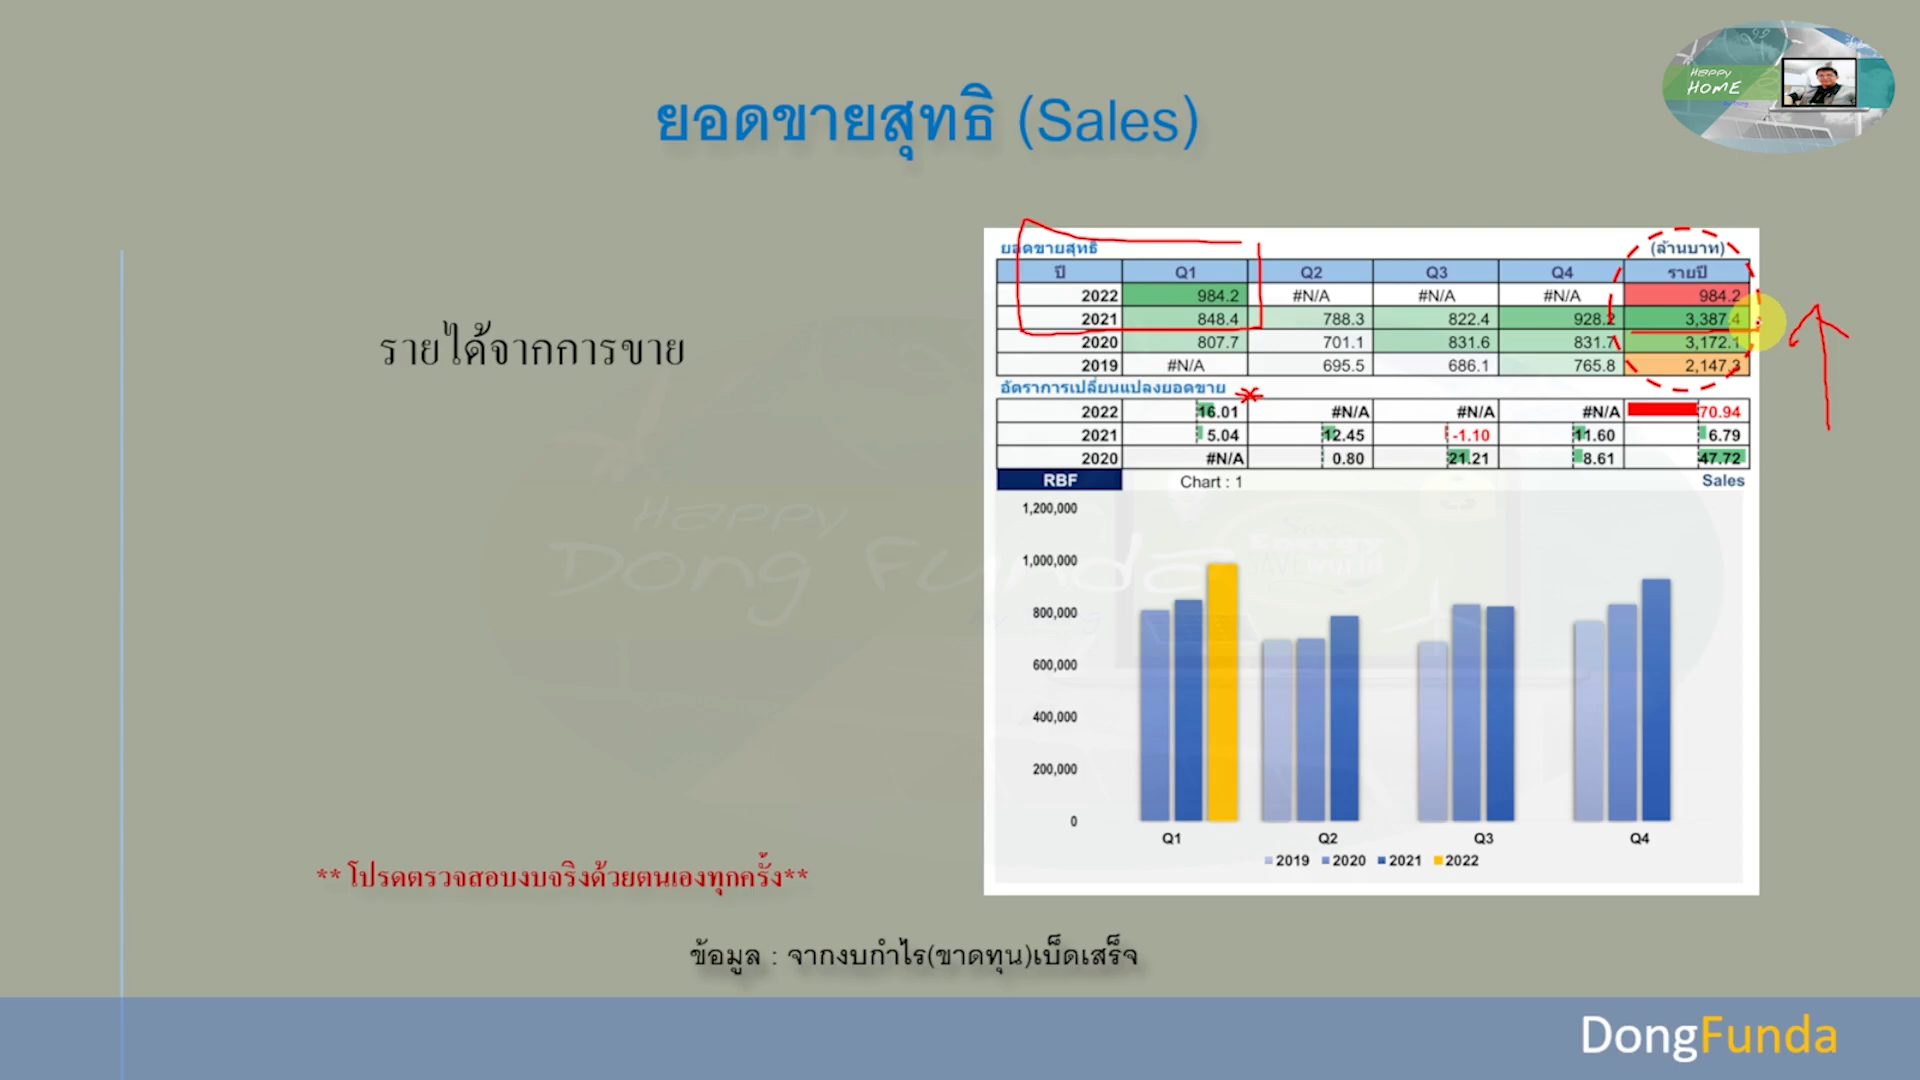 Happy
HOME
ยอดขายสุทธิ (Sales)
รายได้จากการขาย
ยอดขายสุทธิ (ล้านบาท)
ปี Q1 Q2 Q3 Q4 รายปี
2022 984.2 #N/A #N/A #N/A 984.2
2021 848.4 788.3 822.4 928.2 3,387.4
2020 807.7 701.1 831.6 831.7 3,172.1
2019 #N/A 695.5 686.1 765.8 2,147.3
อัตราการเปลี่ยนแปลงยอดขาย
2022 16.01 #N/A #N/A #N/A 70.94
2021 5.04 12.45 -1.10 11.60 6.79
2020 #N/A 0.80 21.21 8.61 47.72
RBF Chart : 1 Sales
1,200,000
1,000,000
800,000
600,000
400,000
200,000
0
Q1 Q2 Q3 Q4
2019 2020 2021 2022
Happy
Dong Funda
** โปรดตรวจสอบงบจริงด้วยตนเองทุกครั้ง**
ข้อมูล : จากงบกำไร(ขาดทุน)เบ็ดเสร็จ
DongFunda